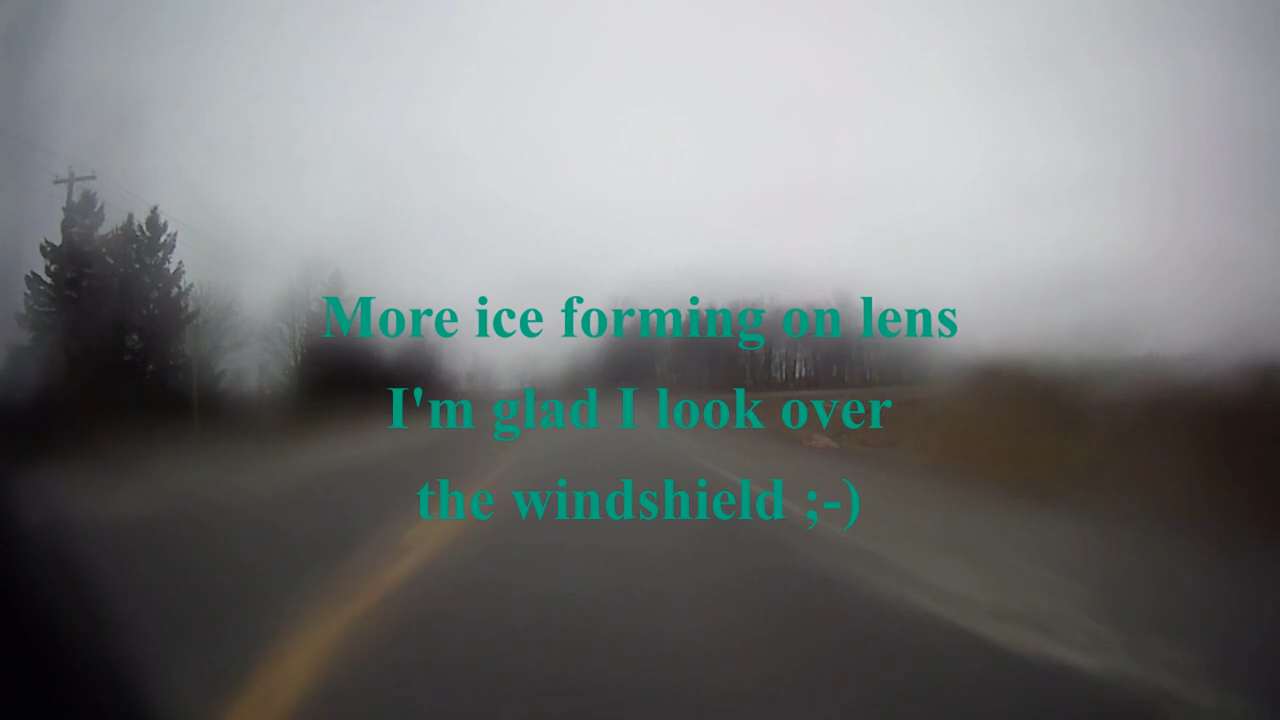 More ice forming on lens
I'm glad I look over
the windshield ;-)